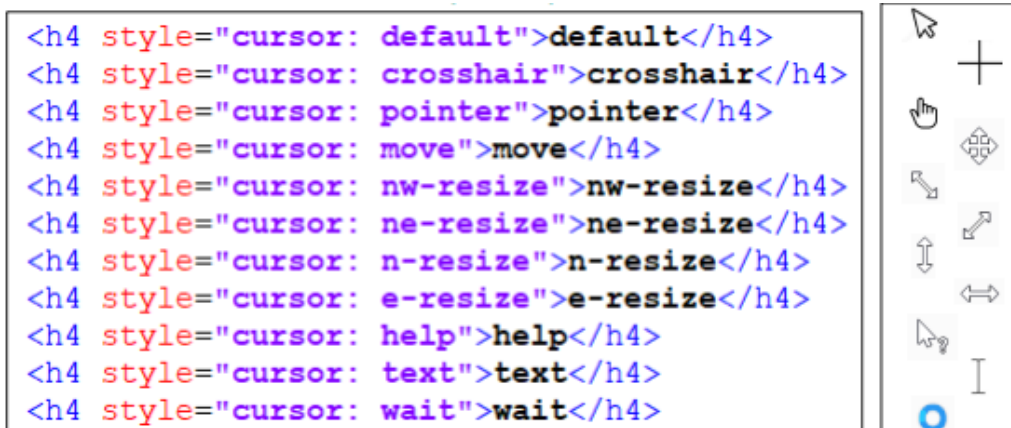 <h4 style="cursor: default">default</h4>
<h4 style="cursor: crosshair">crosshair</h4>
<h4 style="cursor: pointer">pointer</h4>
<h4 style="cursor: move">move</h4>
<h4 style="cursor: nw-resize">nw-resize</h4>
<h4 style="cursor: ne-resize">ne-resize</h4>
<h4 style="cursor: n-resize">n-resize</h4>
<h4 style="cursor: e-resize">e-resize</h4>
<h4 style="cursor: help">help</h4>
<h4 style="cursor: text">text</h4>
<h4 style="cursor: wait">wait</h4>